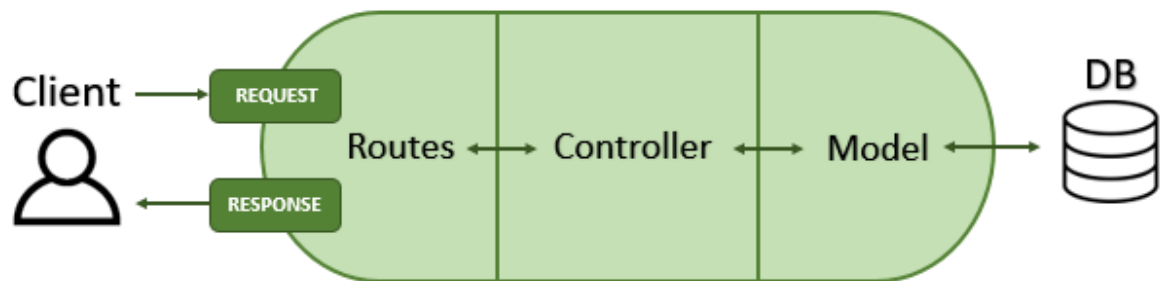 Client
REQUEST
DB
Routes
Controller
Model
RESPONSE